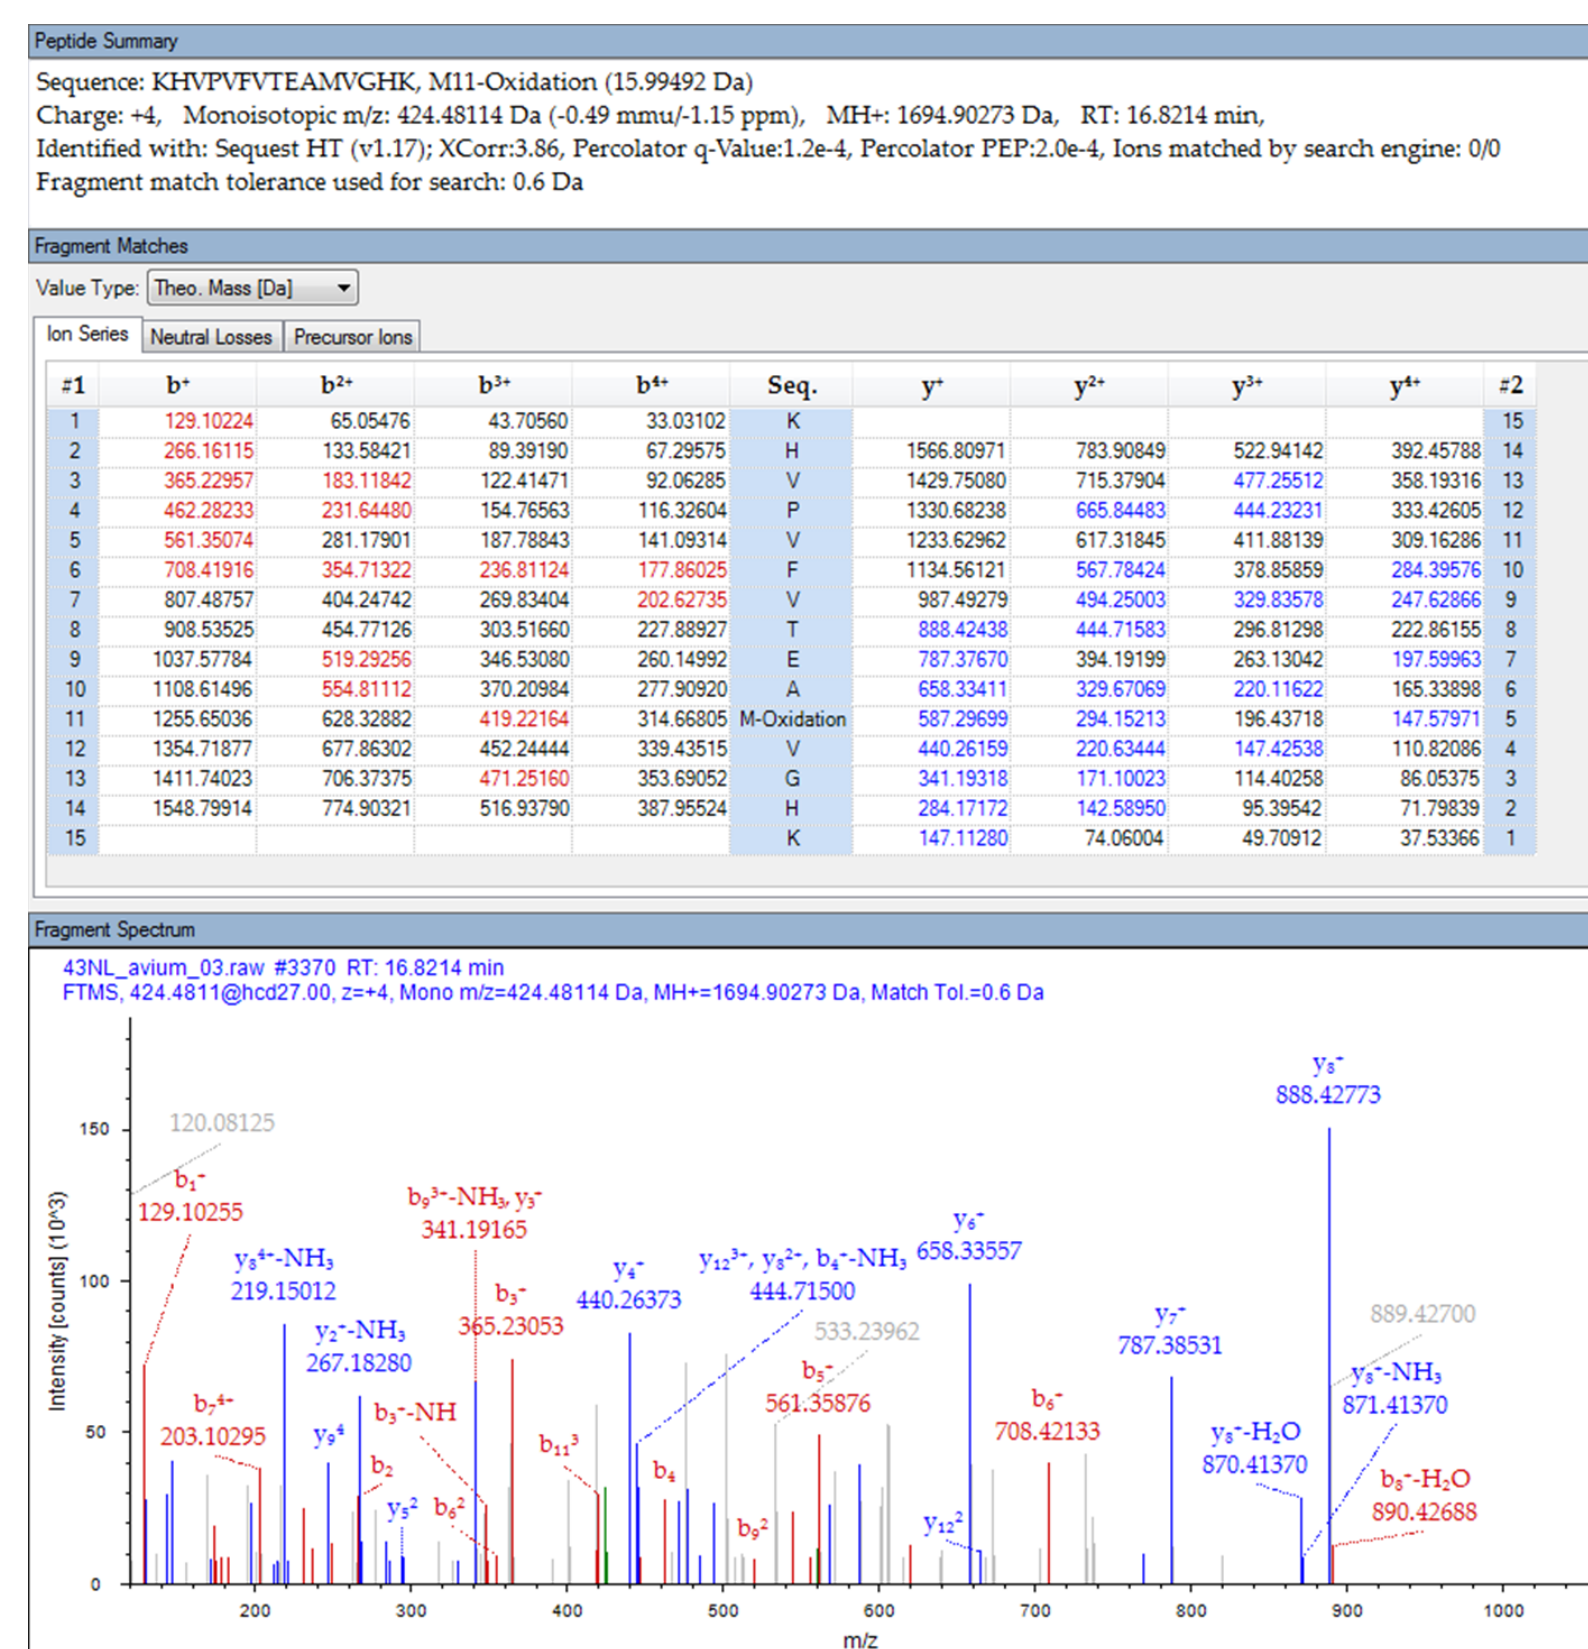 Peptide Summary
Sequence: KHVPVFVTEAMVGHK, M11-Oxidation (15.99492 Da)
Charge: +4, Monoisotopic m/z: 424.48114 Da (-0.49 mmu/-1.15 ppm), MH+: 1694.90273 Da, RT: 16.8214 min,
Identified with: Sequest HT (v1.17); XCorr:3.86, Percolator q-Value:1.2e-4, Percolator PEP:2.0e-4, Ions matched by search engine: 0/0
Fragment match tolerance used for search: 0.6 Da
Fragment Matches
Value Type: Theo. Mass [Da]
Ion Series Neutral Losses Precursor Ions
#1 b⁺ b²⁺ b³⁺ b⁴⁺ Seq. y⁺ y²⁺ y³⁺ y⁴⁺ #2
1 129.10224 65.05476 43.70560 33.03102 K 15
2 266.16115 133.58421 89.39190 67.29575 H 1566.80971 783.90849 522.94142 392.45788 14
3 365.22957 183.11842 122.41471 92.06285 V 1429.75080 715.37904 477.25512 358.19316 13
4 462.28233 231.64480 154.76563 116.32604 P 1330.68238 665.84483 444.23231 333.42605 12
5 561.35074 281.17901 187.78843 141.09314 V 1233.62962 617.31845 411.88139 309.16286 11
6 708.41916 354.71322 236.81124 177.86025 F 1134.56121 567.78424 378.85859 284.39576 10
7 807.48757 404.24742 269.83404 202.62735 V 987.49279 494.25003 329.83578 247.62866 9
8 908.53525 454.77126 303.51660 227.88927 T 888.42438 444.71583 296.81298 222.86155 8
9 1037.57784 519.29256 346.53080 260.14992 E 787.37670 394.19199 263.13042 197.59963 7
10 1108.61496 554.81112 370.20984 277.90920 A 658.33411 329.67069 220.11622 165.33898 6
11 1255.65036 628.32882 419.22164 314.66805 M-Oxidation 587.29699 294.15213 196.43718 147.57971 5
12 1354.71877 677.86302 452.24444 339.43515 V 440.26159 220.63444 147.42538 110.82086 4
13 1411.74023 706.37375 471.25160 353.69052 G 341.19318 171.10023 114.40258 86.05375 3
14 1548.79914 774.90321 516.93790 387.95524 H 284.17172 142.58950 95.39542 71.79839 2
15 K 147.11280 74.06004 49.70912 37.53366 1
Fragment Spectrum
43NL_avium_03.raw #3370 RT: 16.8214 min
FTMS, 424.4811@hcd27.00, z=+4, Mono m/z=424.48114 Da, MH+=1694.90273 Da, Match Tol.=0.6 Da
Intensity [counts] (10^3)
150
100
50
0
120.08125
b₁⁺
129.10255
y₈⁴⁺-NH₃
219.15012
b₇⁴⁺
203.10295
y₂⁺-NH₃
267.18280
y₉⁴
b₂
y₅²
b₉³⁺-NH₃, y₃⁺
341.19165
b₃⁺
365.23053
b₃⁺-NH
b₆²
b₁₁³
y₄⁺
440.26373
y₁₂³⁺, y₈²⁺, b₄⁺-NH₃
444.71500
b₄
b₉²
533.23962
b₅⁺
561.35876
y₆⁺
658.33557
y₁₂²
b₆⁺
708.42133
y₇⁺
787.38531
y₈⁺
888.42773
889.42700
y₈⁺-NH₃
871.41370
y₈⁺-H₂O
870.41370
b₈⁺-H₂O
890.42688
200 300 400 500 600 700 800 900 1000
m/z